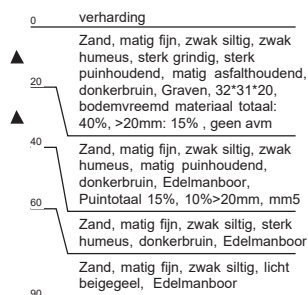 0
verharding
Zand, matig fijn, zwak siltig, zwak
humeus, sterk grindig, sterk
puinhoudend, matig asfalthoudend,
donkerbruin, Graven, 32*31*20,
bodemvreemd materiaal totaal:
40%, >20mm: 15% , geen avm
20
Zand, matig fijn, zwak siltig, zwak
humeus, matig puinhoudend,
donkerbruin, Edelmanboor,
Puintotaal 15%, 10%>20mm, mm5
40
Zand, matig fijn, zwak siltig, sterk
humeus, donkerbruin, Edelmanboor
60
Zand, matig fijn, zwak siltig, licht
beigegeel, Edelmanboor
90